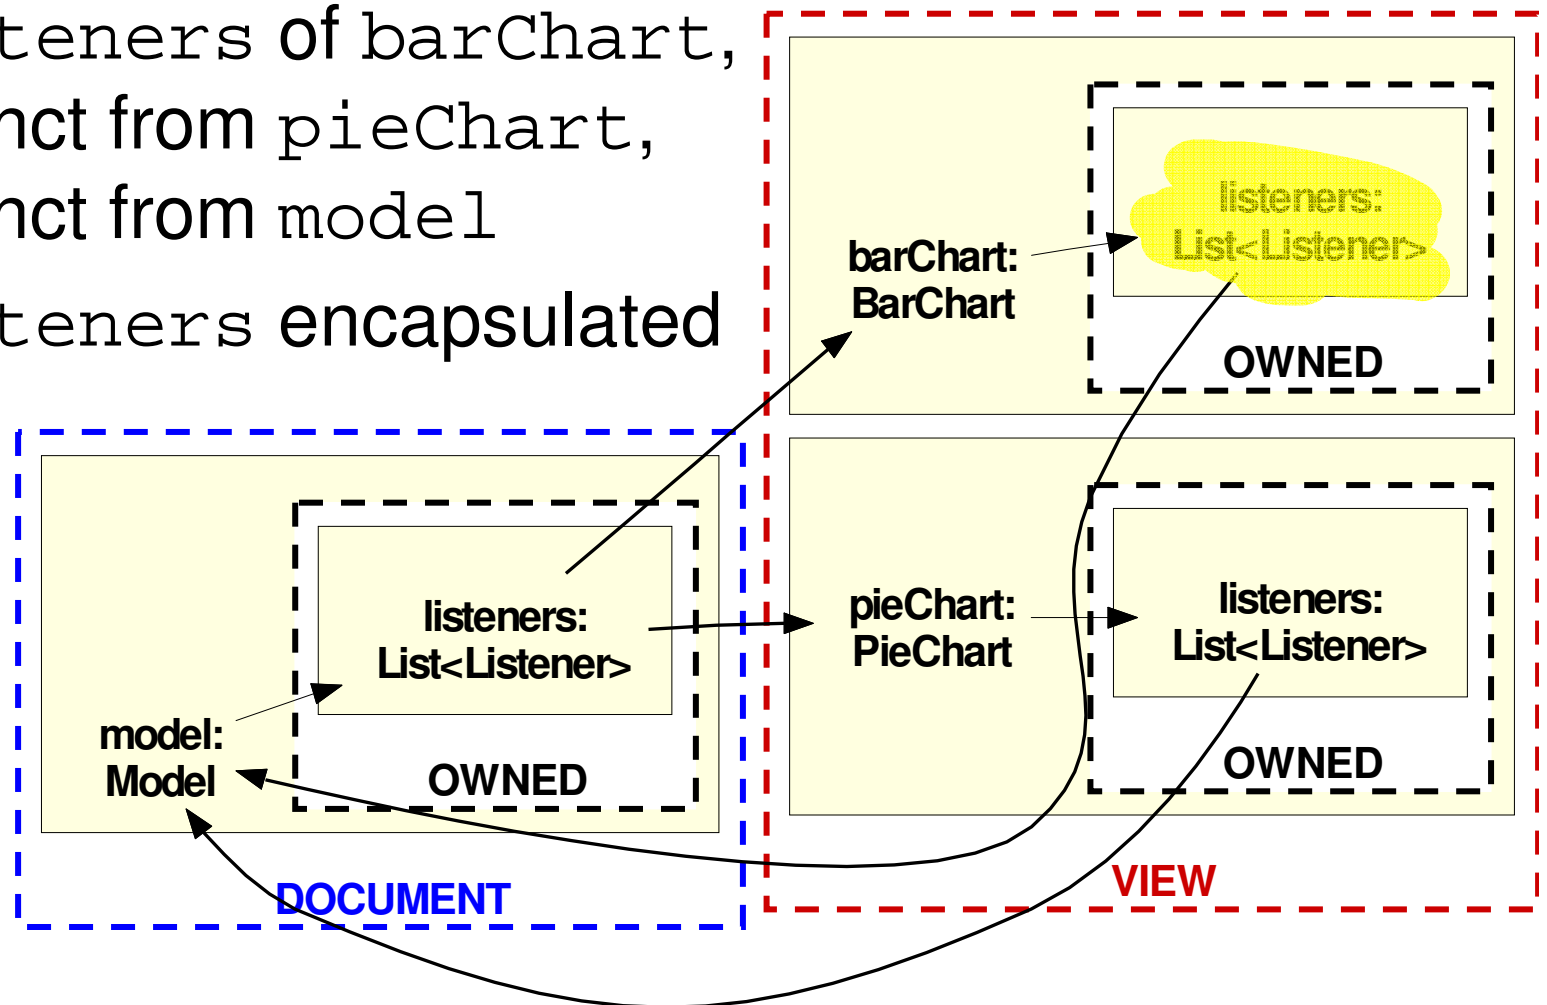 teners of barChart,
nct from pieChart,
nct from model
teners encapsulated
listeners:
List<Listener>
barChart:
BarChart
OWNED
listeners:
List<Listener>
pieChart:
PieChart
OWNED
VIEW
listeners:
List<Listener>
model:
Model
OWNED
DOCUMENT